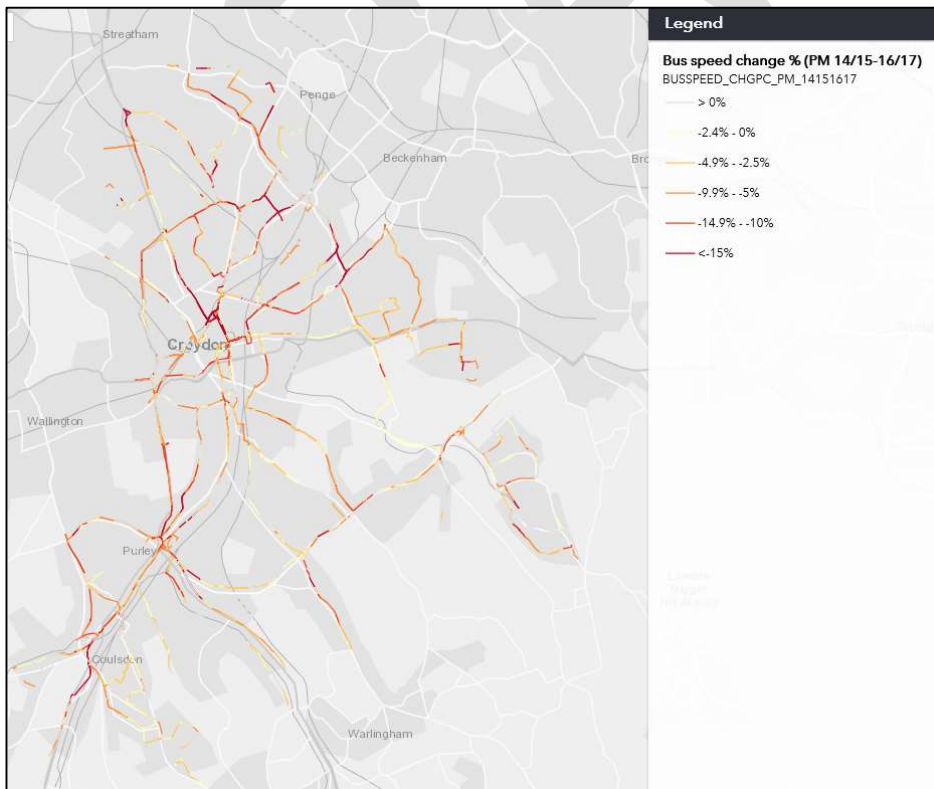 Legend
Bus speed change % (PM 14/15-16/17)
BUSSPEED_CHGPC_PM_14151617
> 0%
-2.4% - 0%
-4.9% - -2.5%
-9.9% - -5%
-14.9% - -10%
<-15%
Streatham
Penge
Beckenham
Bro
Croydon
Wallington
Purley
Coulsdon
Warlingham